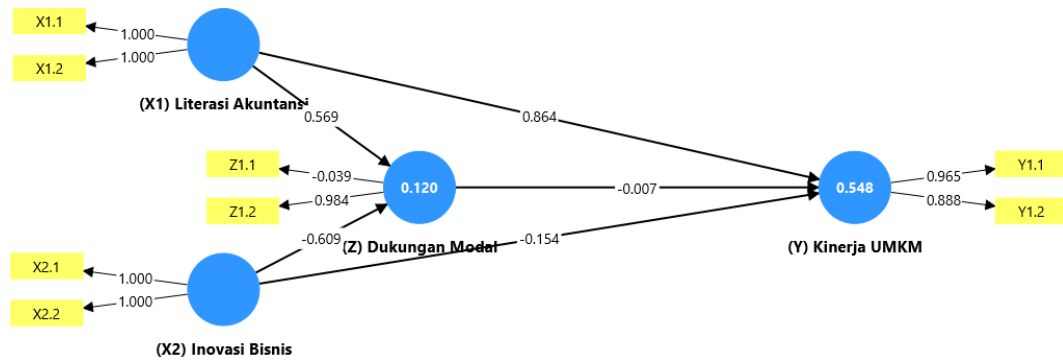 X1.1
1.000
1.000
X1.2
(X1) Literasi Akuntansi
0.569
0.864
Z1.1
-0.039
0.984
Z1.2
0.120
-0.007
0.548
0.965
Y1.1
0.888
Y1.2
-0.609
(Z) Dukungan Modal
-0.154
(Y) Kinerja UMKM
X2.1
1.000
1.000
X2.2
(X2) Inovasi Bisnis